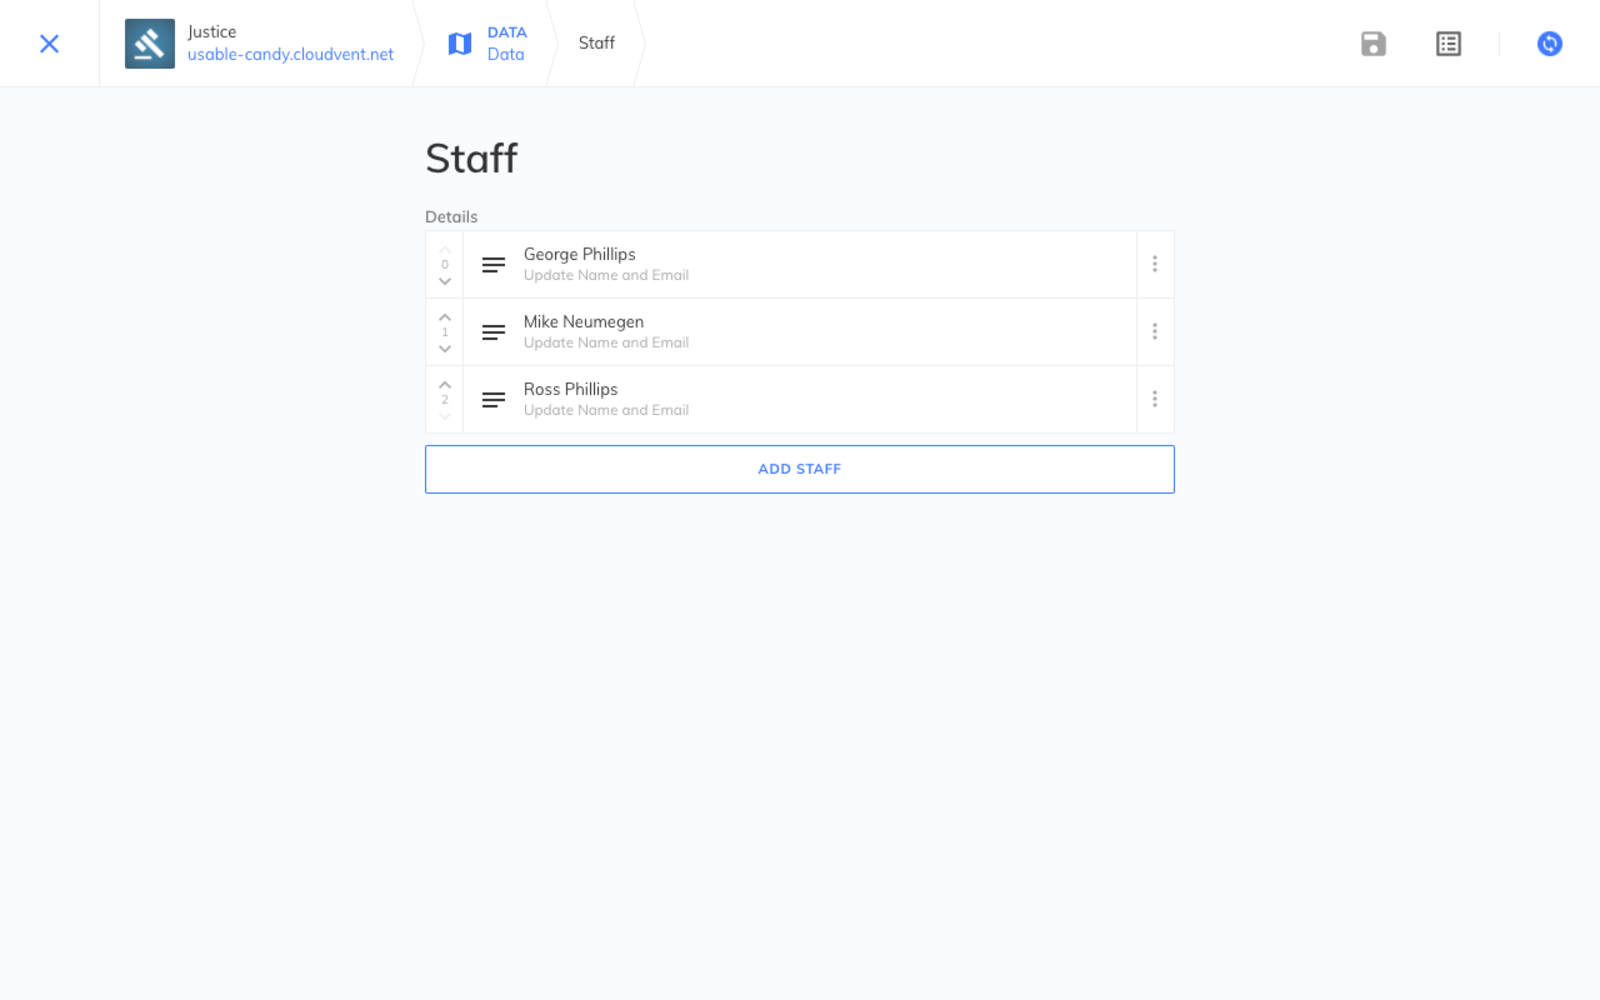 Justice
usable-candy.cloudvent.net
DATA
Data
Staff
Staff
Details
0
George Phillips
Update Name and Email
1
Mike Neumegen
Update Name and Email
2
Ross Phillips
Update Name and Email
ADD STAFF